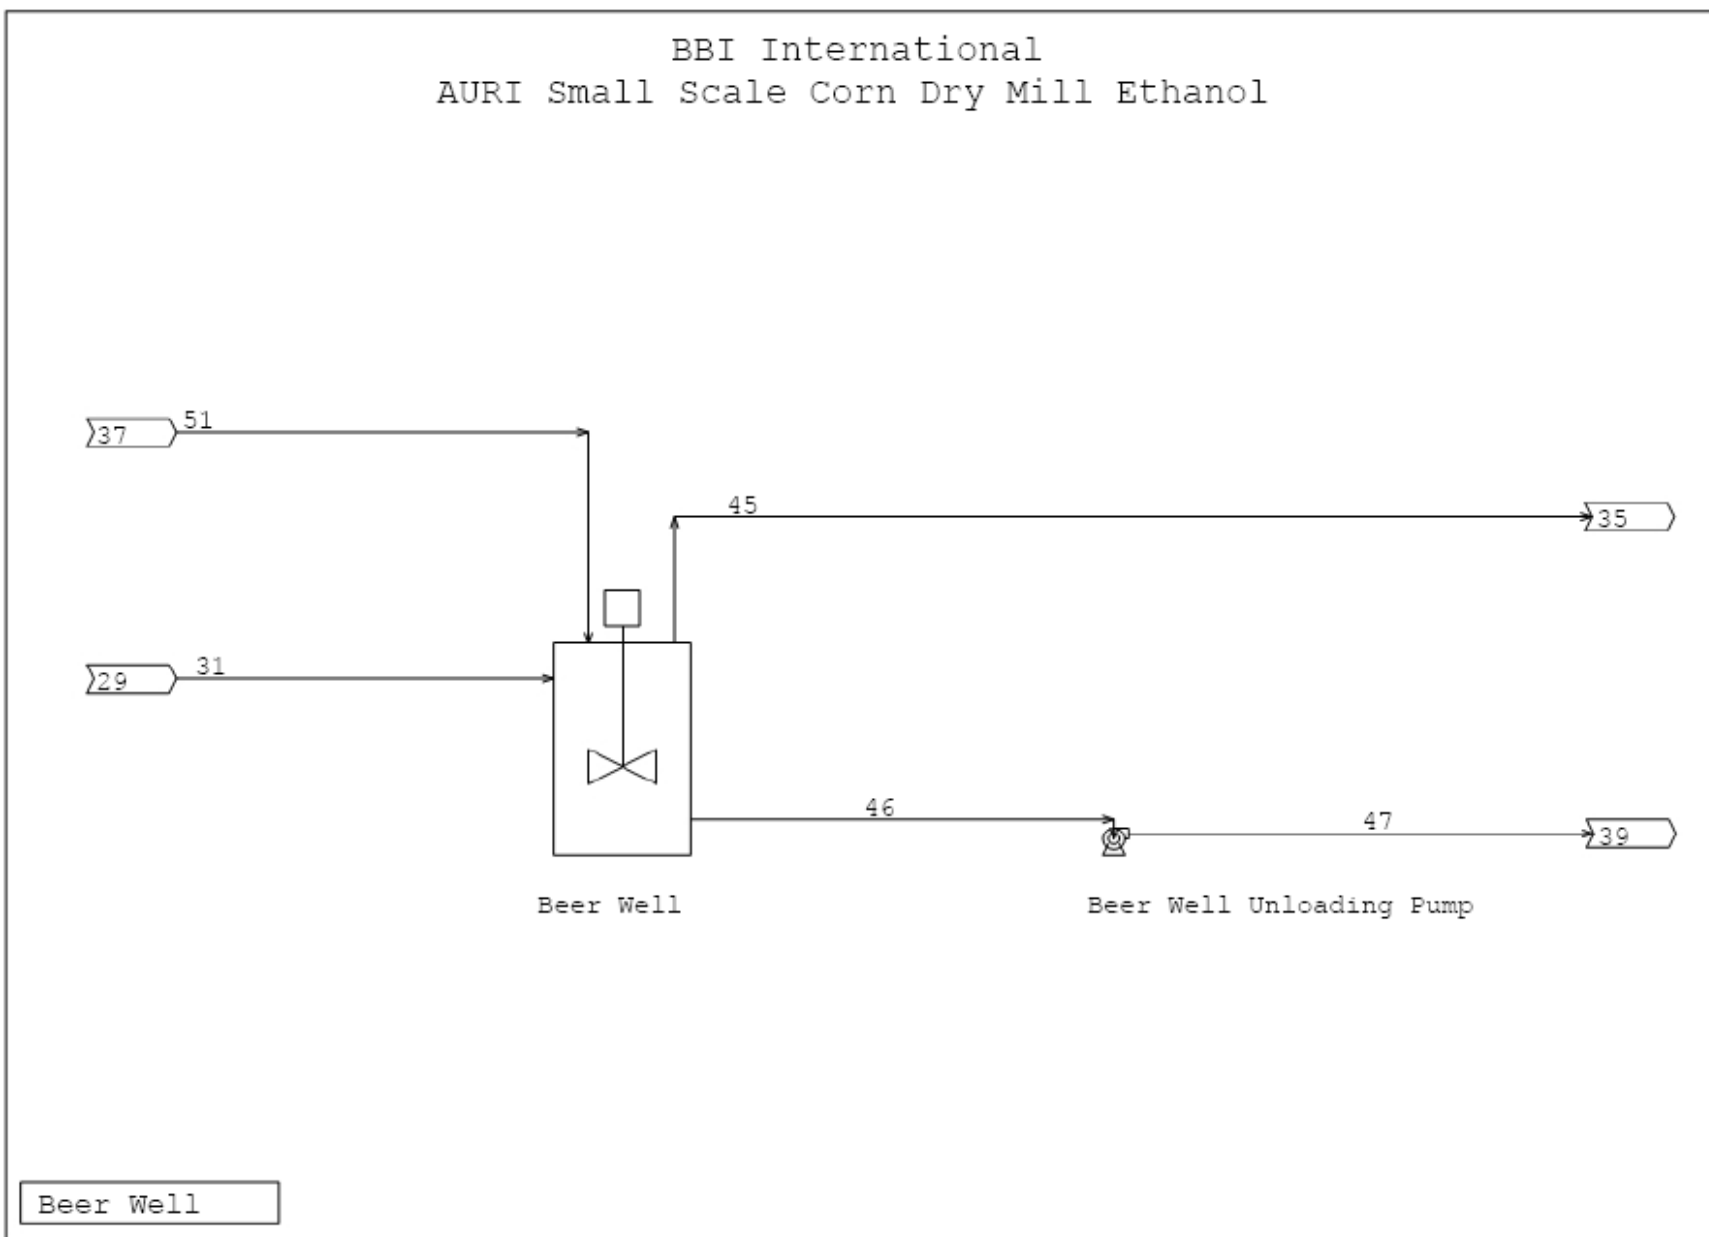 BBI International
AURI Small Scale Corn Dry Mill Ethanol
37
51
45
35
29
31
46
47
39
Beer Well
Beer Well Unloading Pump
Beer Well